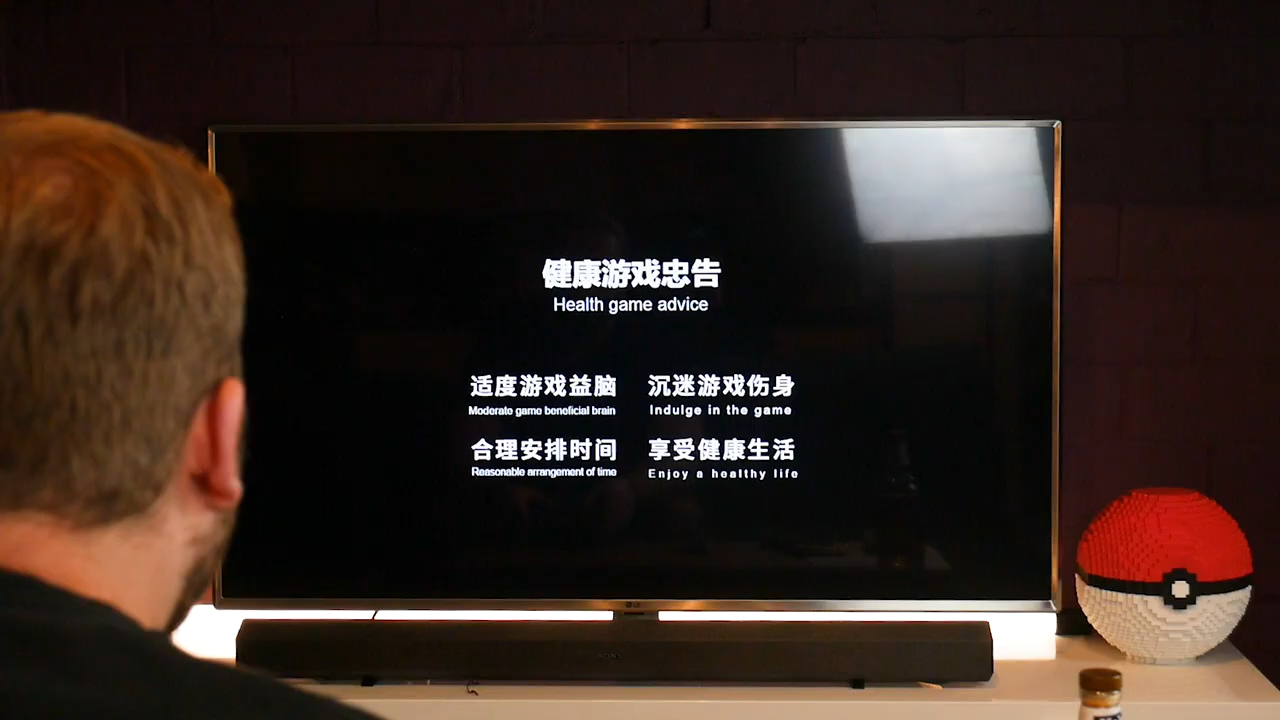 健康游戏忠告
Health game advice
适度游戏益脑
Moderate game beneficial brain
沉迷游戏伤身
Indulge in the game
合理安排时间
Reasonable arrangement of time
享受健康生活
Enjoy a healthy life
LG
SONY